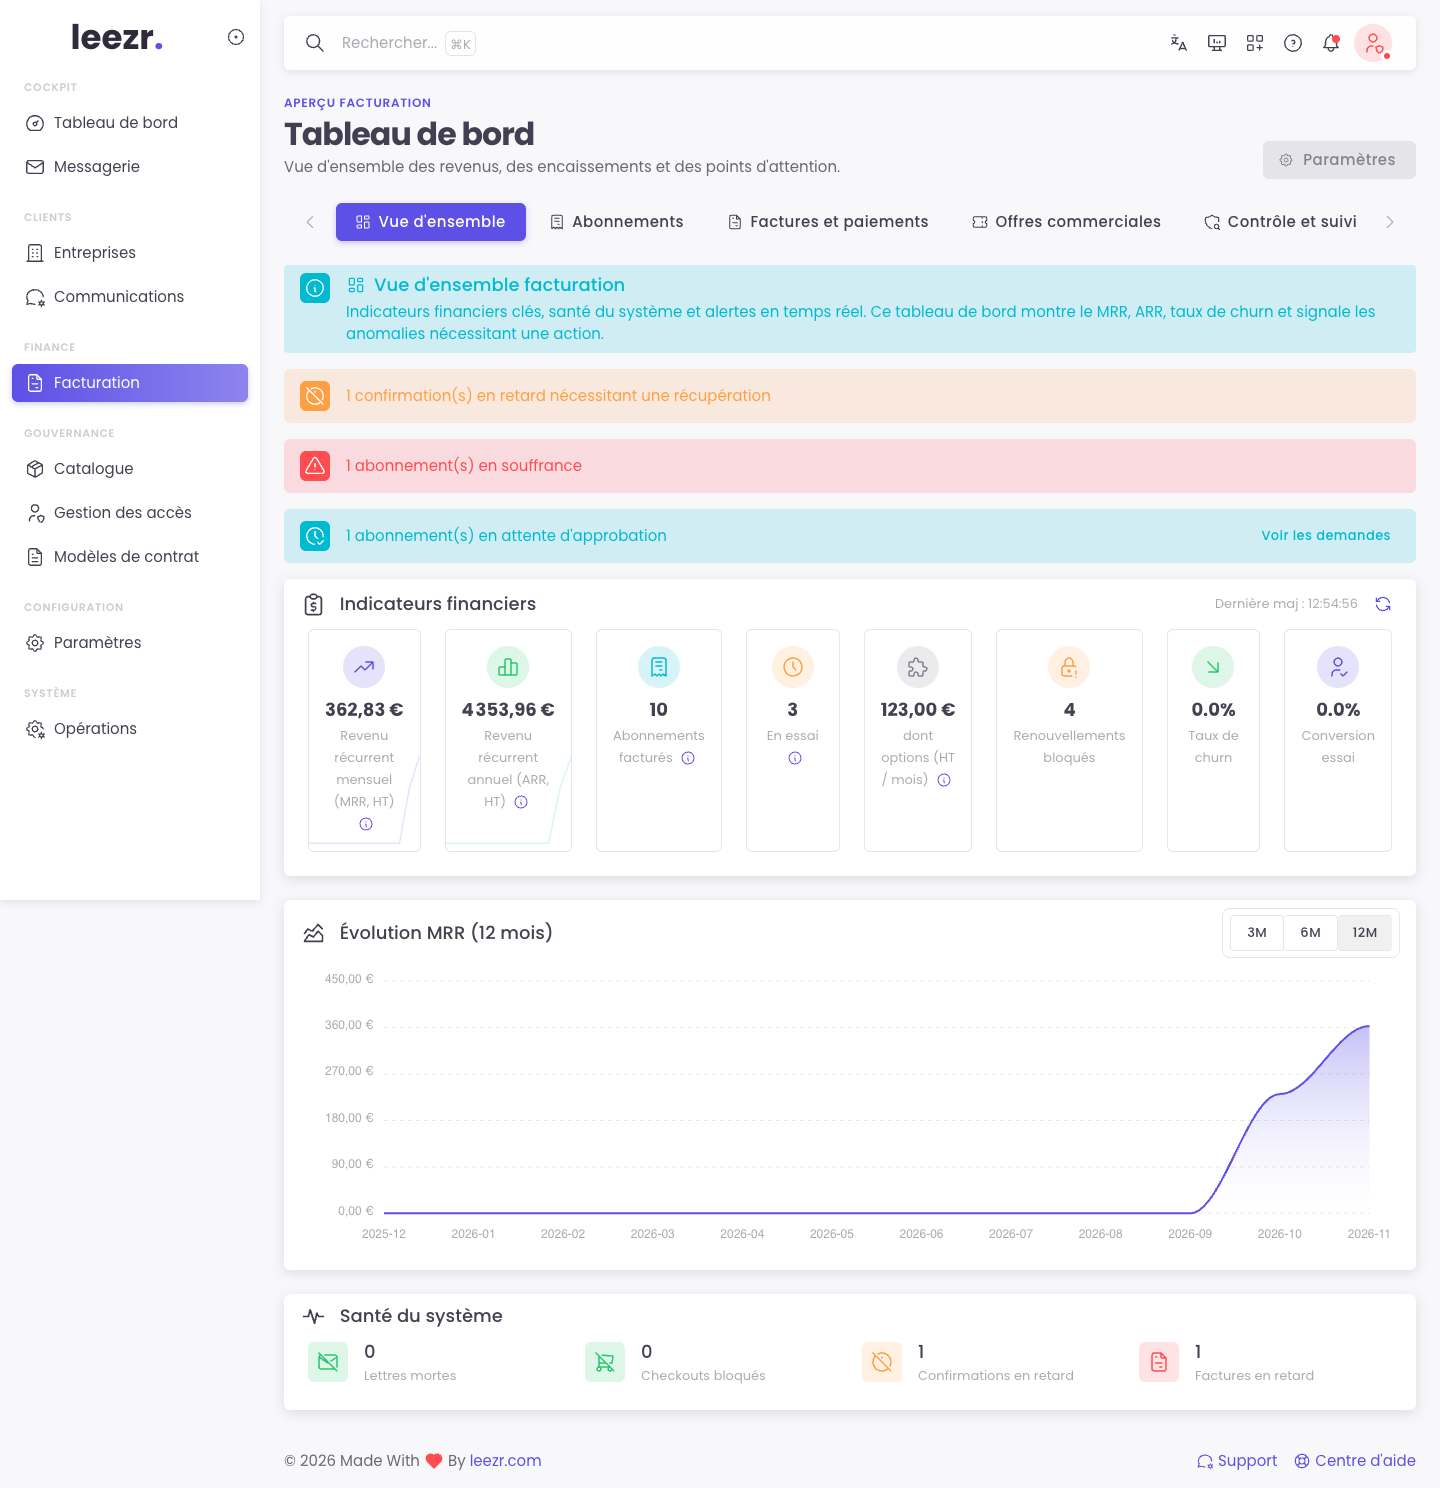 leezr.
COCKPIT
Tableau de bord
Messagerie
CLIENTS
Entreprises
Communications
FINANCE
Facturation
GOUVERNANCE
Catalogue
Gestion des accès
Modèles de contrat
CONFIGURATION
Paramètres
SYSTÈME
Opérations
Rechercher... ⌘K
APERÇU FACTURATION
Tableau de bord
Vue d'ensemble des revenus, des encaissements et des points d'attention.
Paramètres
Vue d'ensemble
Abonnements
Factures et paiements
Offres commerciales
Contrôle et suivi
Vue d'ensemble facturation
Indicateurs financiers clés, santé du système et alertes en temps réel. Ce tableau de bord montre le MRR, ARR, taux de churn et signale les
anomalies nécessitant une action.
1 confirmation(s) en retard nécessitant une récupération
1 abonnement(s) en souffrance
1 abonnement(s) en attente d'approbation
Voir les demandes
Indicateurs financiers
Dernière maj : 12:54:56
362,83 €
Revenu
récurrent
mensuel
(MRR, HT)
4 353,96 €
Revenu
récurrent
annuel (ARR,
HT)
10
Abonnements
facturés
3
En essai
123,00 €
dont
options (HT
/ mois)
4
Renouvellements
bloqués
0.0%
Taux de
churn
0.0%
Conversion
essai
Évolution MRR (12 mois)
3M
6M
12M
450,00 €
360,00 €
270,00 €
180,00 €
90,00 €
0,00 €
2025-12
2026-01
2026-02
2026-03
2026-04
2026-05
2026-06
2026-07
2026-08
2026-09
2026-10
2026-11
Santé du système
0
Lettres mortes
0
Checkouts bloqués
1
Confirmations en retard
1
Factures en retard
© 2026 Made With By leezr.com
Support
Centre d'aide